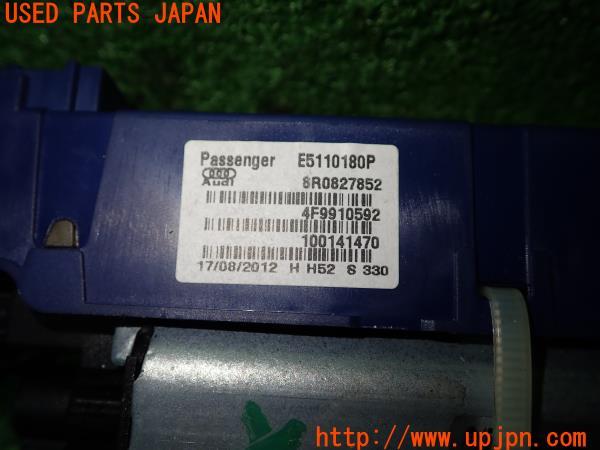 USED PARTS JAPAN
Passenger E5110180P
Audi 8R0827852
4F9910592
100141470
17/08/2012 H H52 S 330
http://www.upjpn.com/